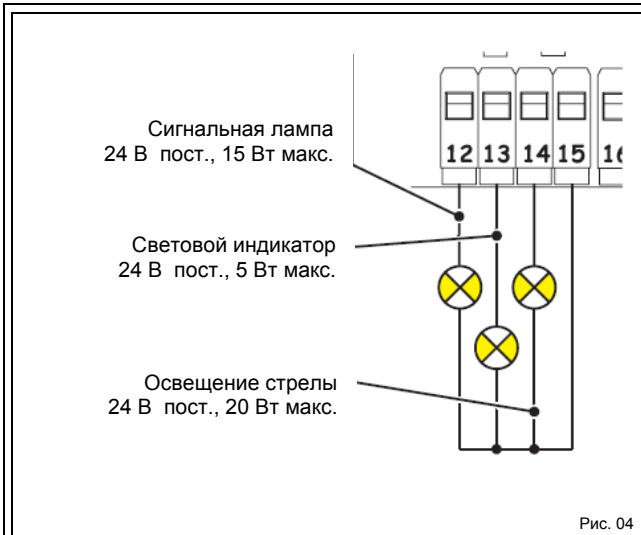 12 13 14 15 16
Сигнальная лампа
24 В пост., 15 Вт макс.
Световой индикатор
24 В пост., 5 Вт макс.
Освещение стрелы
24 В пост., 20 Вт макс.
Рис. 04